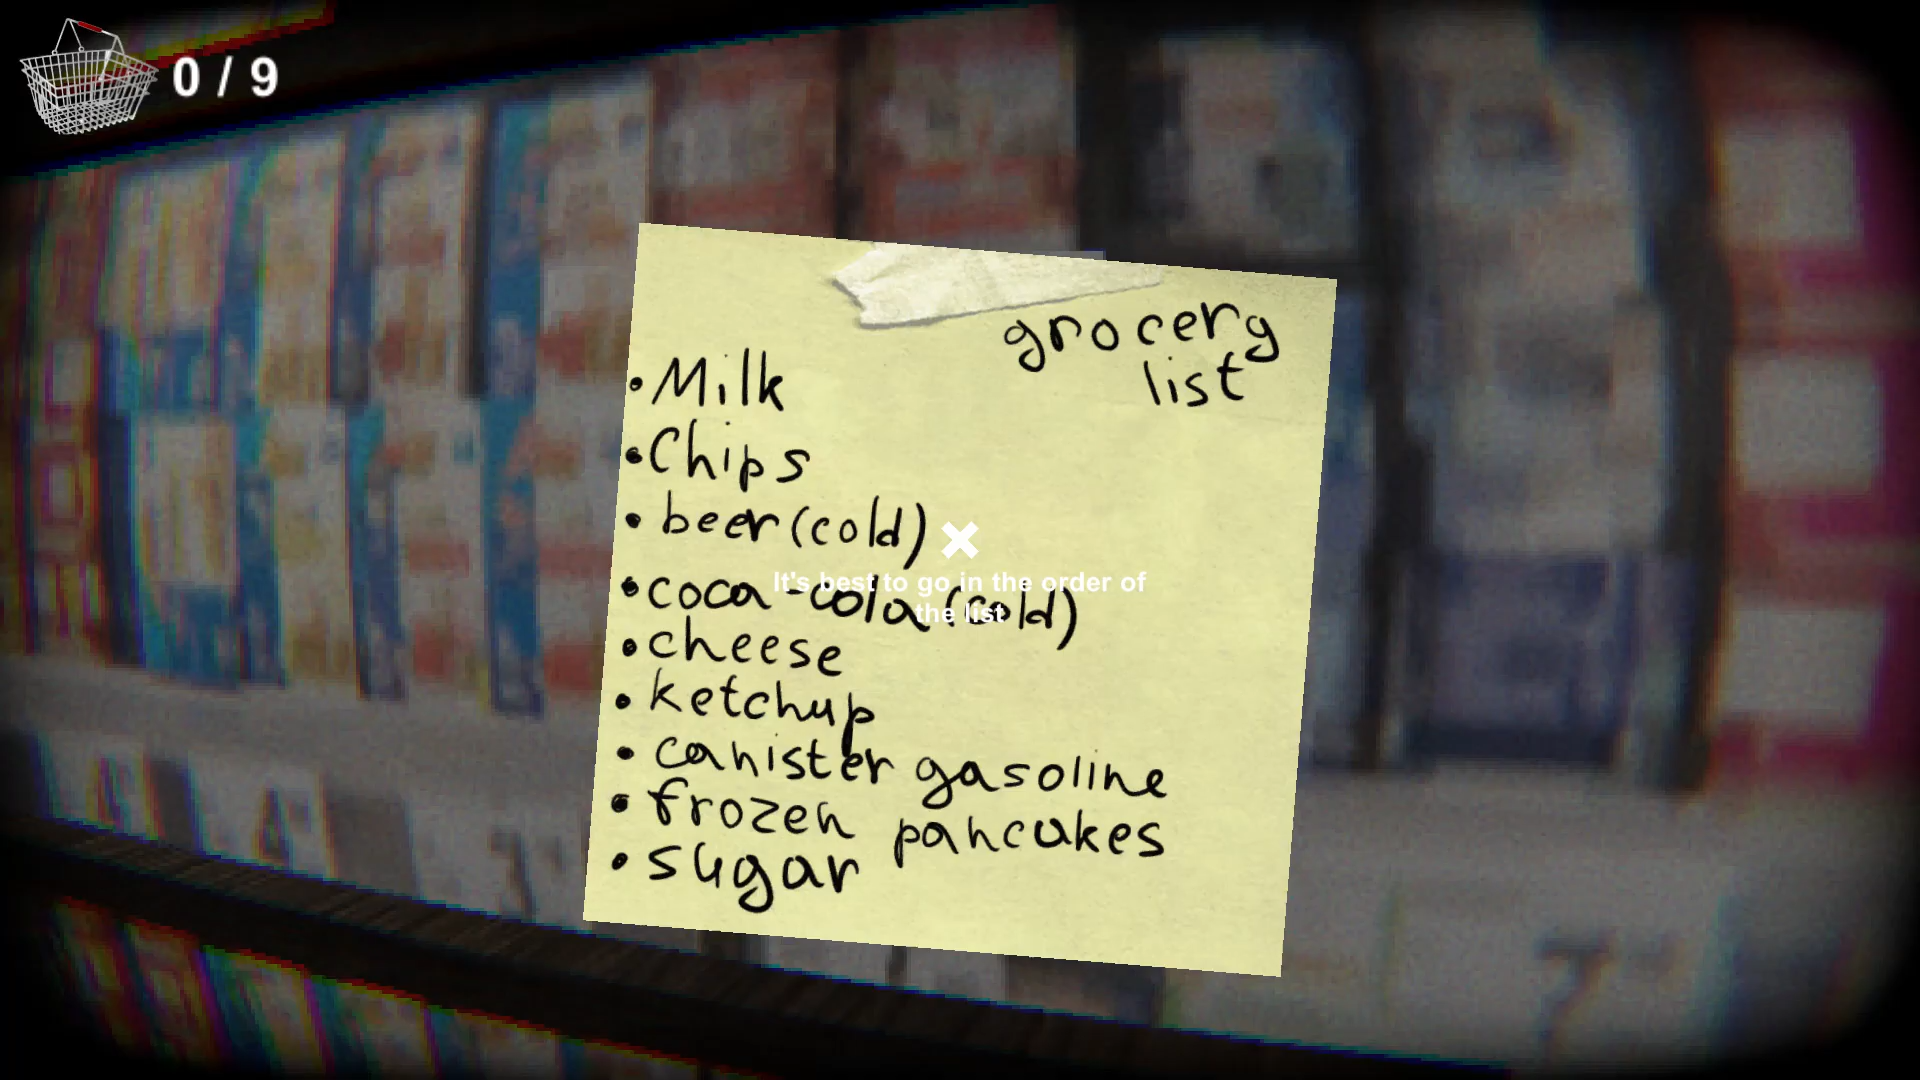 0 / 9
grocerg
list
• Milk
• Chips
• beer (cold)
• coca-cola (cold)
• cheese
• ketchup
• canister gasoline
• frozen pancakes
• sugar
It's best to go in the order of
the list